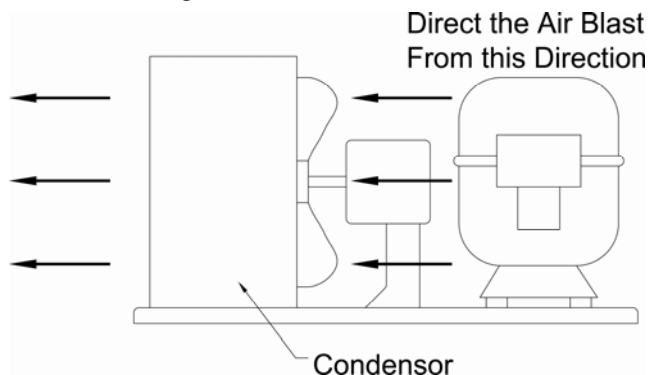 Direct the Air Blast
From this Direction
Condensor